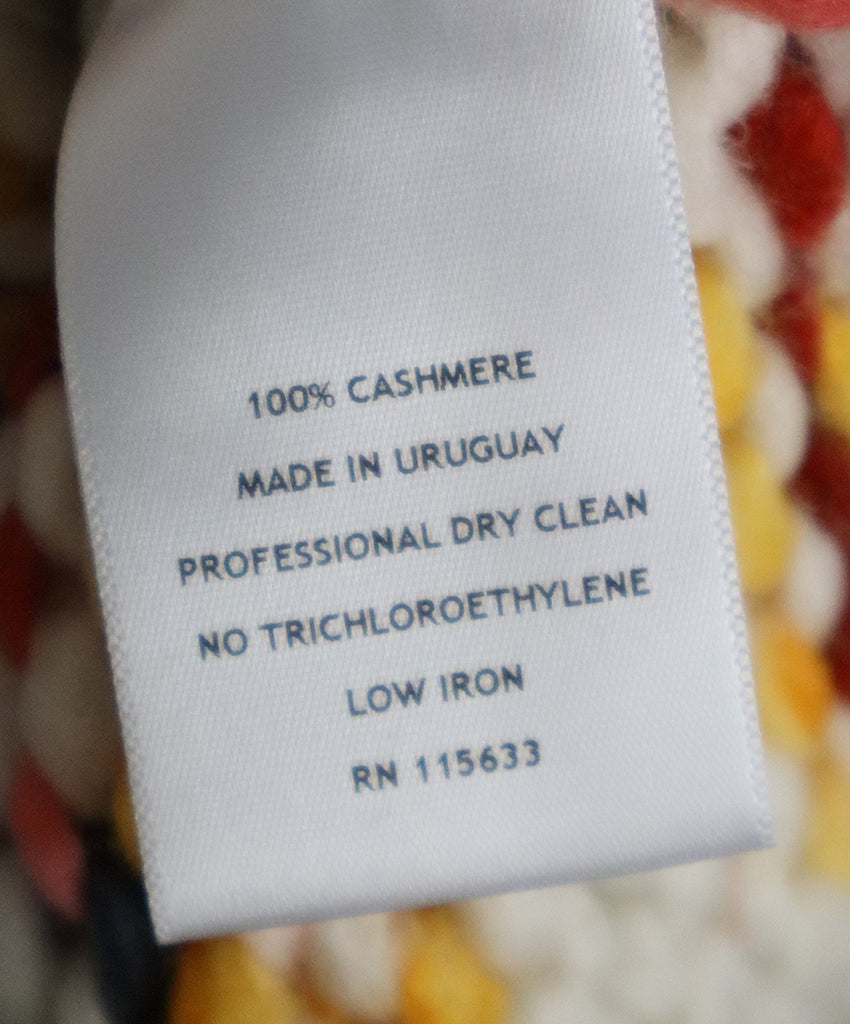 100% CASHMERE
MADE IN URUGUAY
PROFESSIONAL DRY CLEAN
NO TRICHLOROETHYLENE
LOW IRON
RN 115633